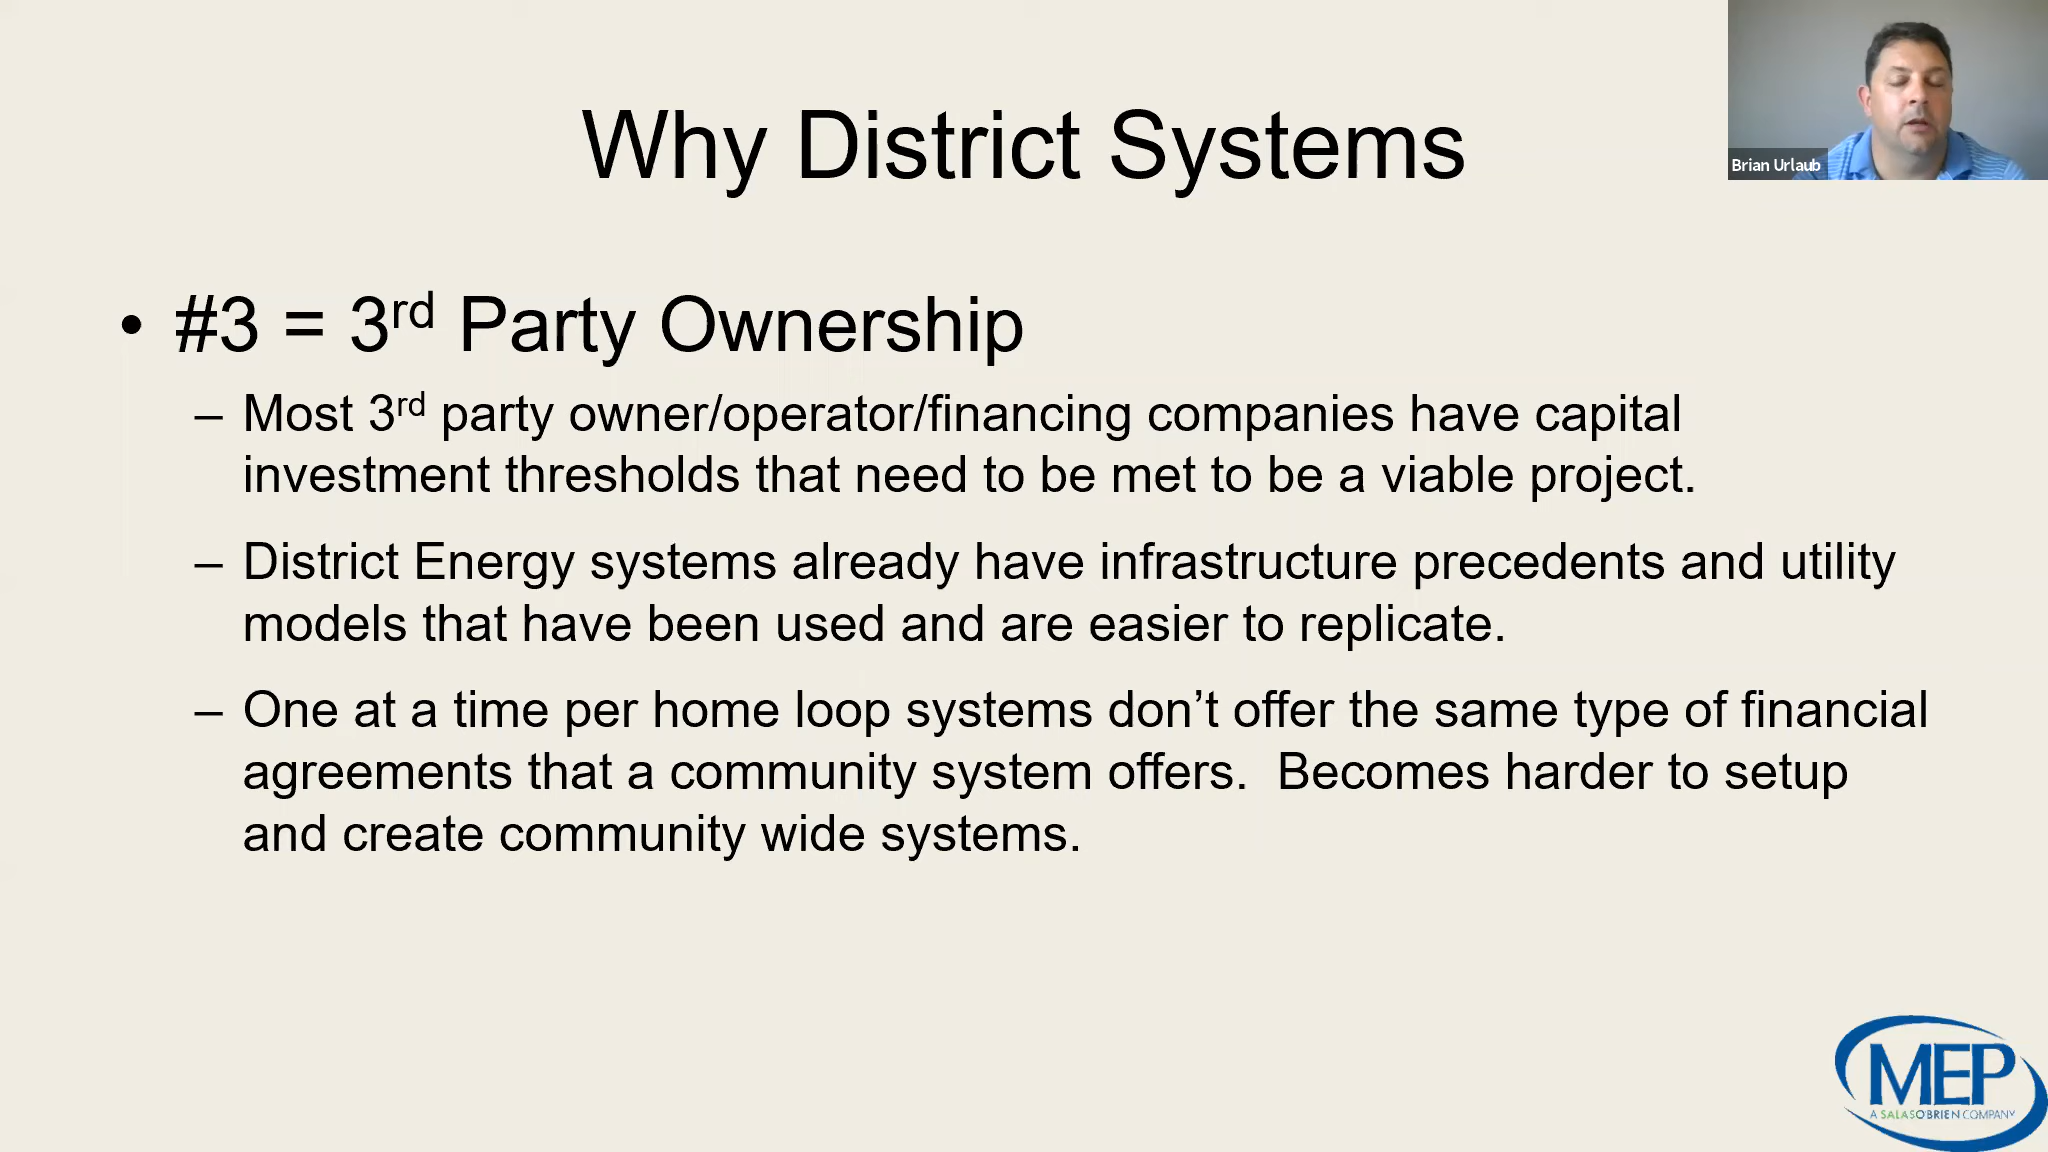 Why District Systems
Brian Urlaub
• #3 = 3rd Party Ownership
– Most 3rd party owner/operator/financing companies have capital
investment thresholds that need to be met to be a viable project.
– District Energy systems already have infrastructure precedents and utility
models that have been used and are easier to replicate.
– One at a time per home loop systems don’t offer the same type of financial
agreements that a community system offers.  Becomes harder to setup
and create community wide systems.
MEP
A SALAS O'BRIEN COMPANY